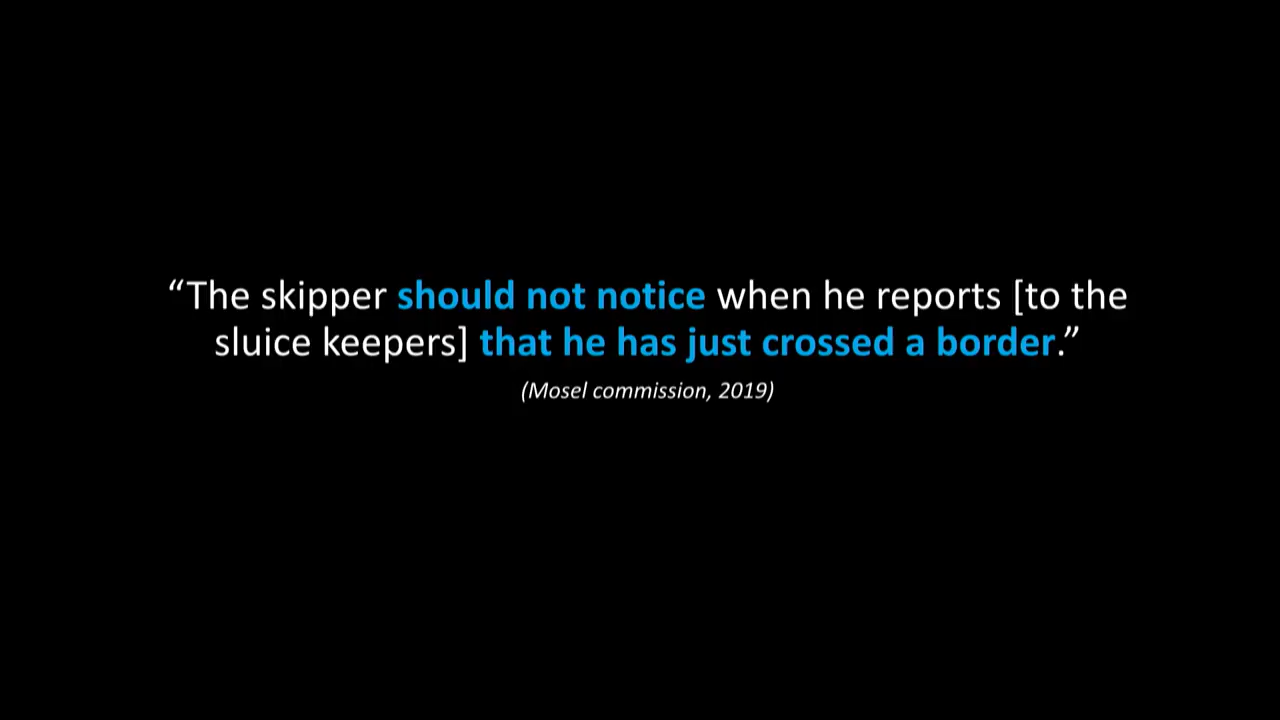 “The skipper should not notice when he reports [to the
sluice keepers] that he has just crossed a border.”
(Mosel commission, 2019)